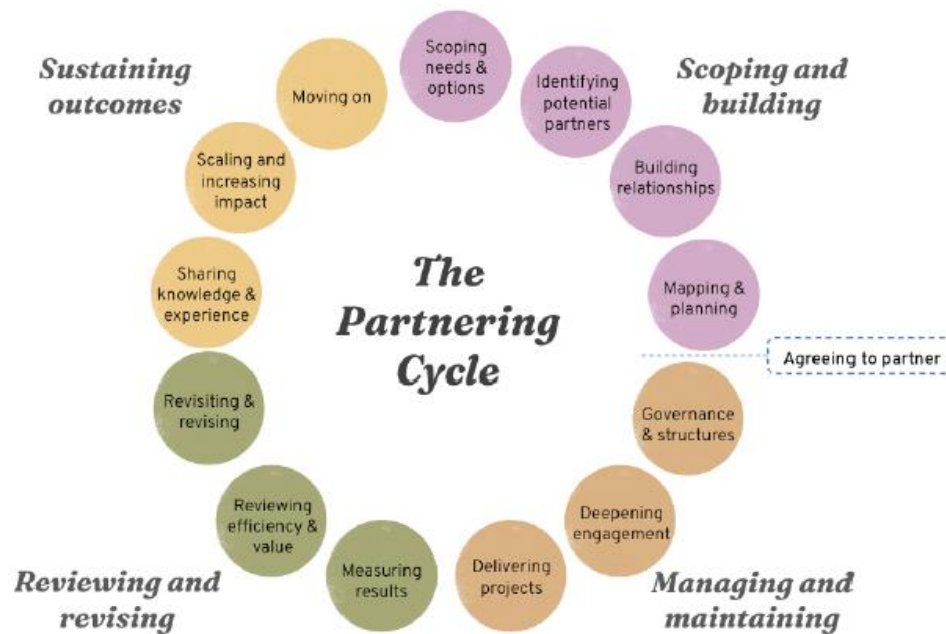 The
Partnering
Cycle
Scoping and
building
Scoping
needs &
options
Identifying
potential
partners
Building
relationships
Mapping &
planning
Agreeing to partner
Managing and
maintaining
Governance
& structures
Deepening
engagement
Delivering
projects
Reviewing and
revising
Measuring
results
Reviewing
efficiency &
value
Revisiting &
revising
Sustaining
outcomes
Sharing
knowledge &
experience
Scaling and
increasing
impact
Moving on